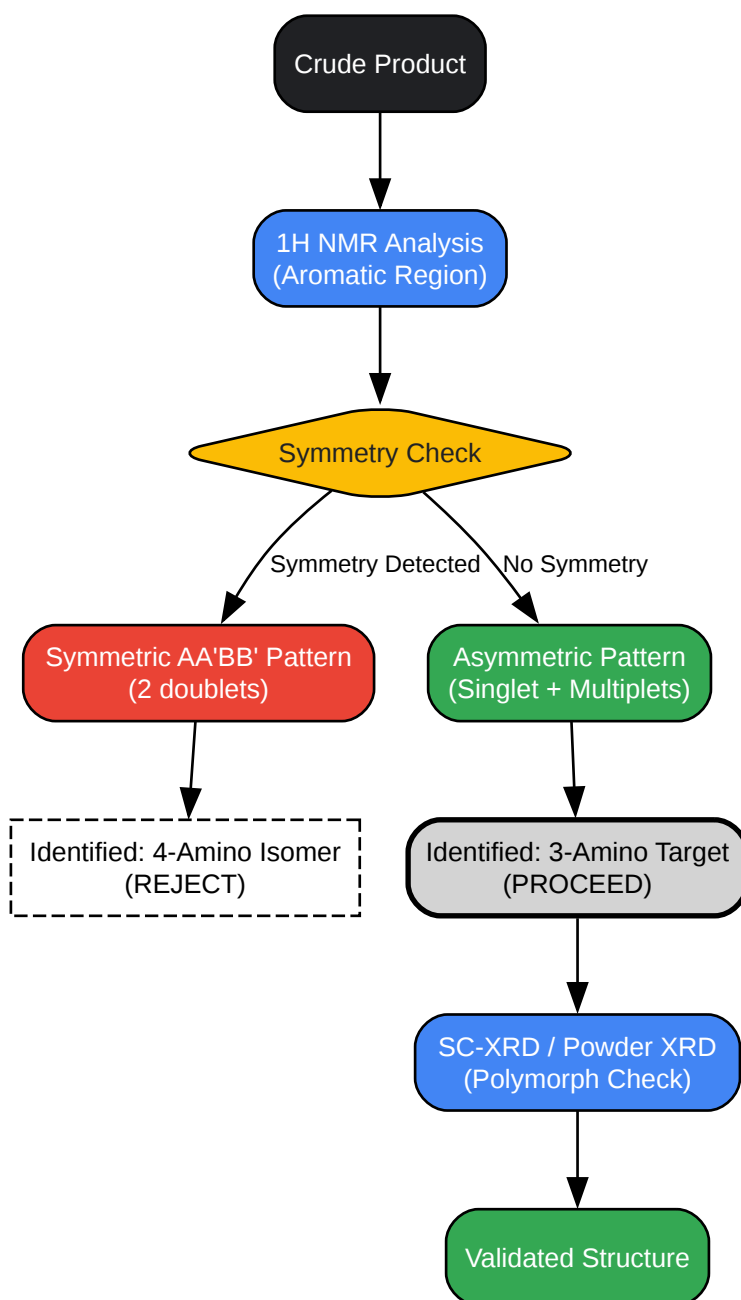 Crude Product
1H NMR Analysis
(Aromatic Region)
Symmetry Check
Symmetry Detected
No Symmetry
Symmetric AA'BB' Pattern
(2 doublets)
Asymmetric Pattern
(Singlet + Multiplets)
Identified: 4-Amino Isomer
(REJECT)
Identified: 3-Amino Target
(PROCEED)
SC-XRD / Powder XRD
(Polymorph Check)
Validated Structure